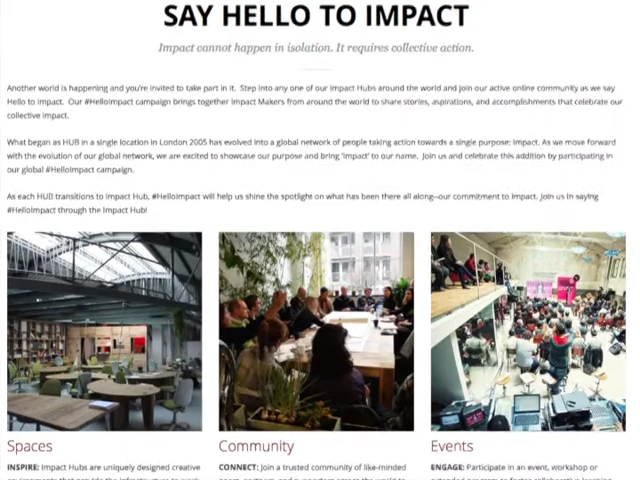 SAY HELLO TO IMPACT
Impact cannot happen in isolation. It requires collective action.
Another world is happening and you're invited to take part in it. Step into any one of our Impact Hubs around the world and join our active online community as we say
Hello to Impact. Our #HelloImpact campaign brings together Impact Makers from around the world to share stories, aspirations, and accomplishments that celebrate our
collective impact.
What began as HUB in a single location in London 2005 has evolved into a global network of people taking action towards a single purpose: impact. As we move forward
with the evolution of our global network, we are excited to showcase our purpose and bring 'impact' to our name. Join us and celebrate this addition by participating in
our global #HelloImpact campaign.
As each HUB transitions to Impact Hub, #HelloImpact will help us shine the spotlight on what has been there all along--our commitment to Impact. Join us in saying
#HelloImpact through the Impact Hub!
Spaces
Community
Events
INSPIRE: Impact Hubs are uniquely designed creative
CONNECT: Join a trusted community of like-minded
ENGAGE: Participate in an event, workshop or